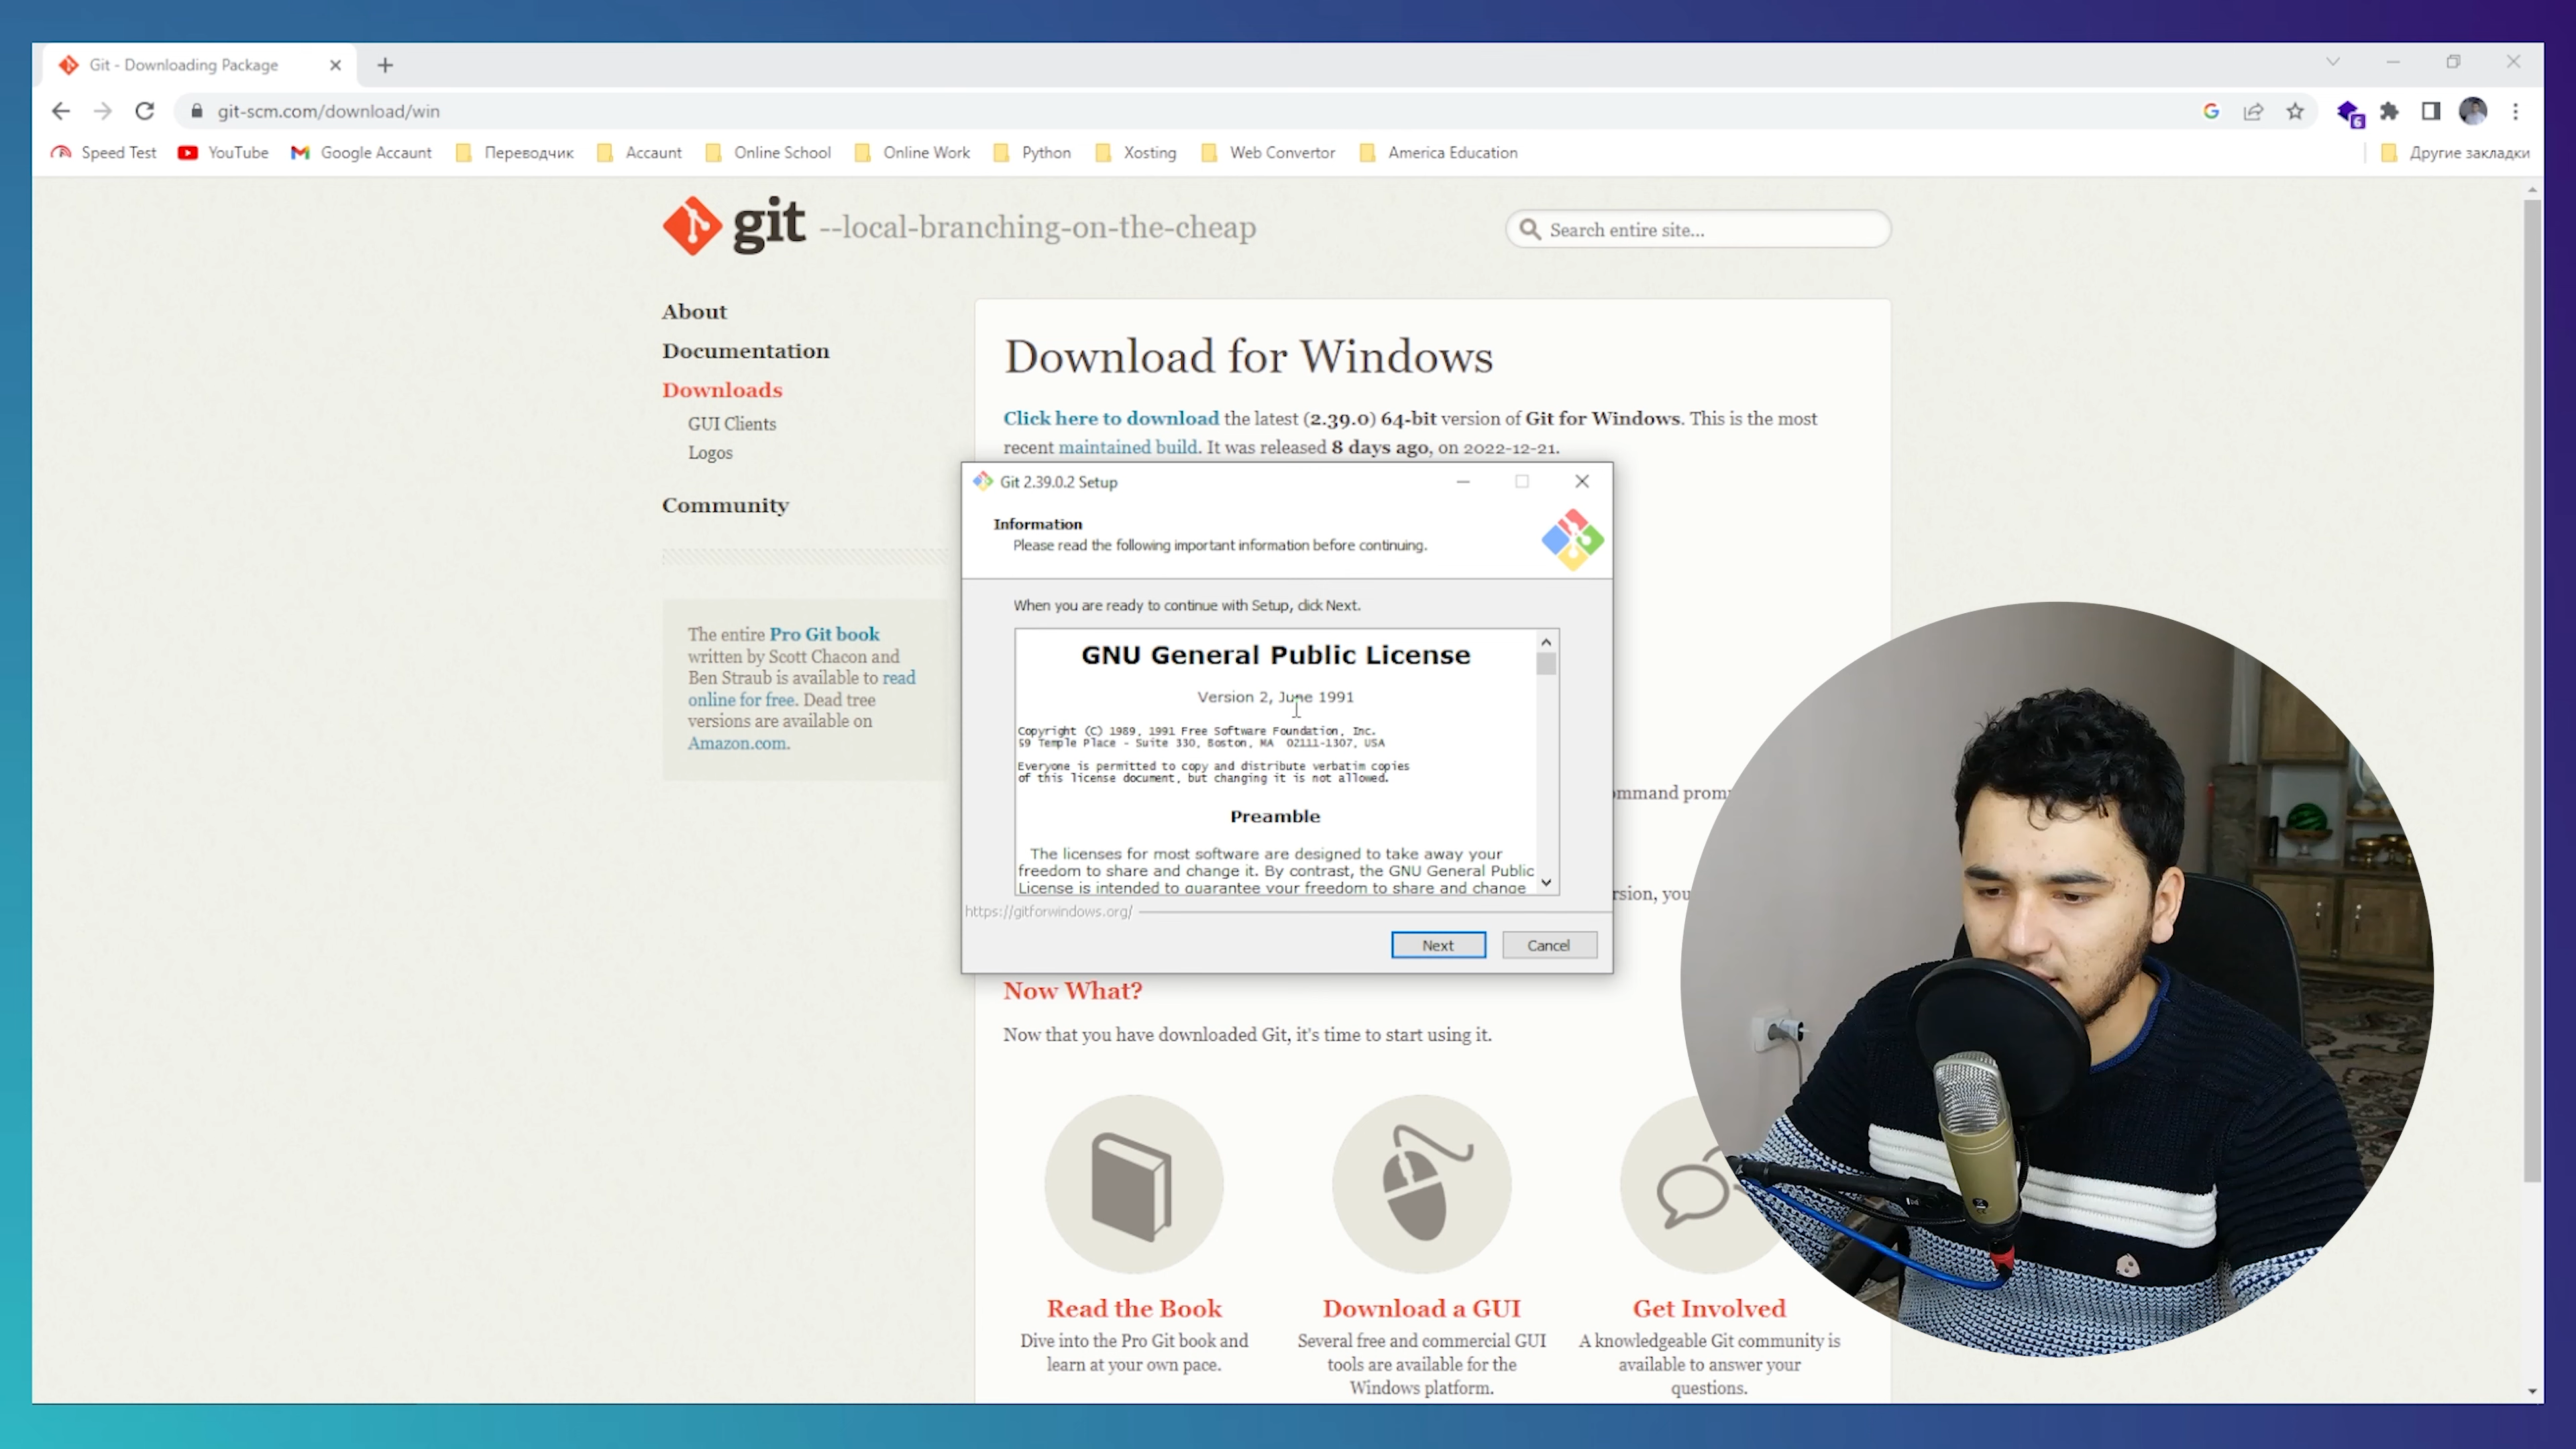 Git - Downloading Package
git-scm.com/download/win
6
Speed Test
YouTube
Google Accaunt
Переводчик
Accaunt
Online School
Online Work
Python
Xosting
Web Convertor
America Education
Другие закладки
git --local-branching-on-the-cheap
Search entire site...
About
Documentation
Downloads
GUI Clients
Logos
Community
The entire Pro Git book
written by Scott Chacon and
Ben Straub is available to read
online for free. Dead tree
versions are available on
Amazon.com.
Download for Windows
Click here to download the latest (2.39.0) 64-bit version of Git for Windows. This is the most
recent maintained build. It was released 8 days ago, on 2022-12-21.
Git 2.39.0.2 Setup
Information
Please read the following important information before continuing.
When you are ready to continue with Setup, click Next.
GNU General Public License
Version 2, June 1991
Copyright (C) 1989, 1991 Free Software Foundation, Inc.
59 Temple Place - Suite 330, Boston, MA 02111-1307, USA
Everyone is permitted to copy and distribute verbatim copies
of this license document, but changing it is not allowed.
Preamble
The licenses for most software are designed to take away your
freedom to share and change it. By contrast, the GNU General Public
License is intended to guarantee your freedom to share and change
https://gitforwindows.org/
Next
Cancel
Now What?
Now that you have downloaded Git, it's time to start using it.
Read the Book
Dive into the Pro Git book and
learn at your own pace.
Download a GUI
Several free and commercial GUI
tools are available for the
Windows platform.
Get Involved
A knowledgeable Git community is
available to answer your
questions.